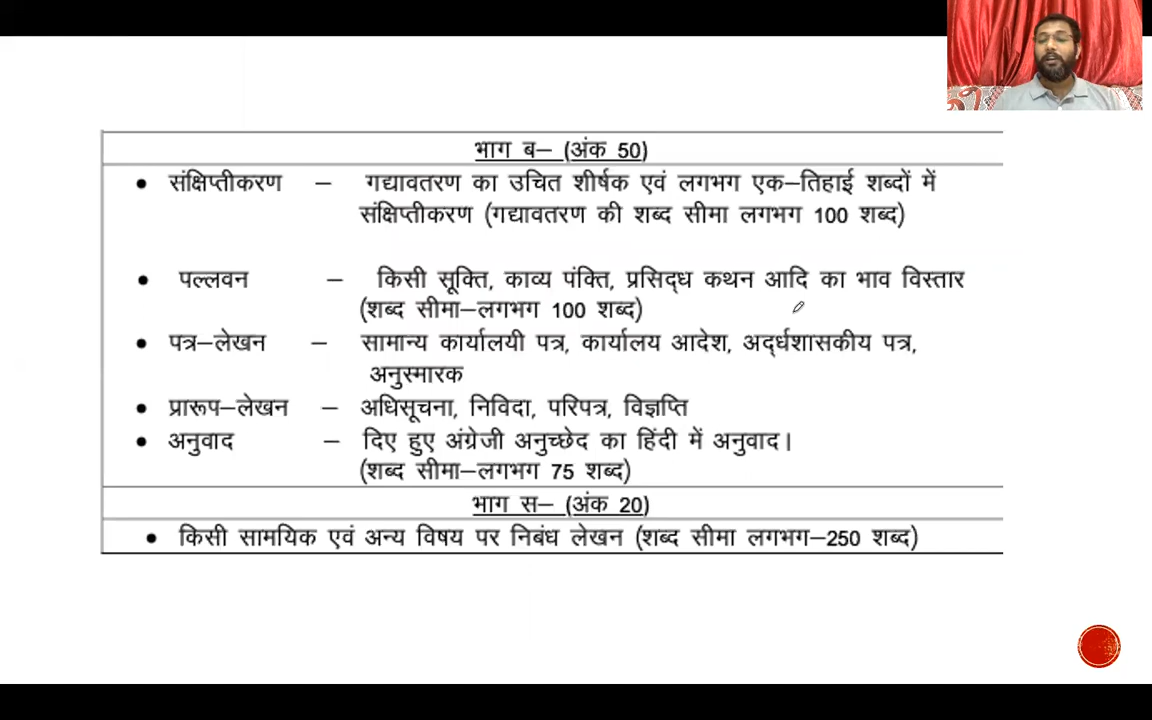 भाग ब– (अंक 50)
• संक्षिप्तीकरण – गद्यावतरण का उचित शीर्षक एवं लगभग एक–तिहाई शब्दों में
संक्षिप्तीकरण (गद्यावतरण की शब्द सीमा लगभग 100 शब्द)
• पल्लवन – किसी सूक्ति, काव्य पंक्ति, प्रसिद्ध कथन आदि का भाव विस्तार
(शब्द सीमा–लगभग 100 शब्द)
• पत्र–लेखन – सामान्य कार्यालयी पत्र, कार्यालय आदेश, अर्द्धशासकीय पत्र,
अनुस्मारक
• प्रारूप–लेखन – अधिसूचना, निविदा, परिपत्र, विज्ञप्ति
• अनुवाद – दिए हुए अंग्रेजी अनुच्छेद का हिंदी में अनुवाद।
(शब्द सीमा–लगभग 75 शब्द)
भाग स– (अंक 20)
• किसी सामयिक एवं अन्य विषय पर निबंध लेखन (शब्द सीमा लगभग–250 शब्द)